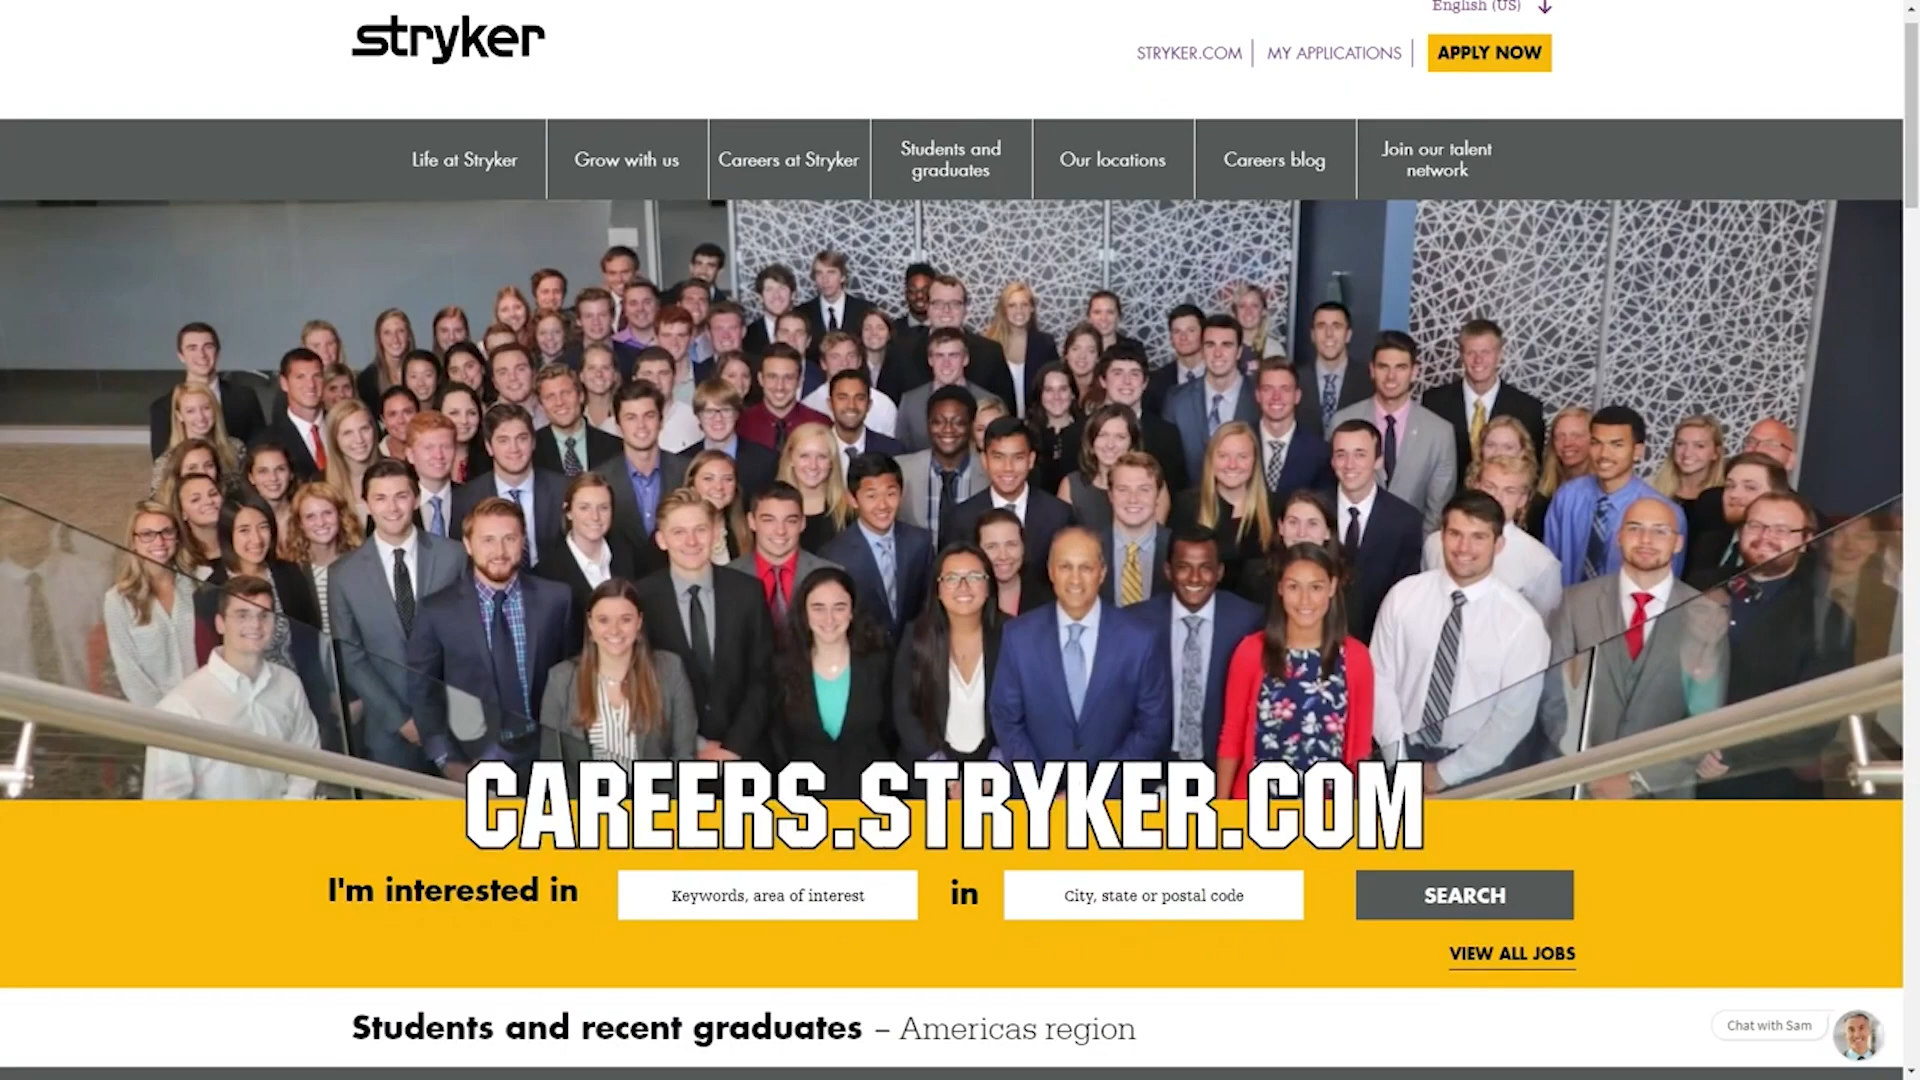 stryker
English (US)
STRYKER.COM
MY APPLICATIONS
APPLY NOW
Life at Stryker
Grow with us
Careers at Stryker
Students and
graduates
Our locations
Careers blog
Join our talent
network
CAREERS.STRYKER.COM
I'm interested in
Keywords, area of interest
in
City, state or postal code
SEARCH
VIEW ALL JOBS
Students and recent graduates – Americas region
Chat with Sam